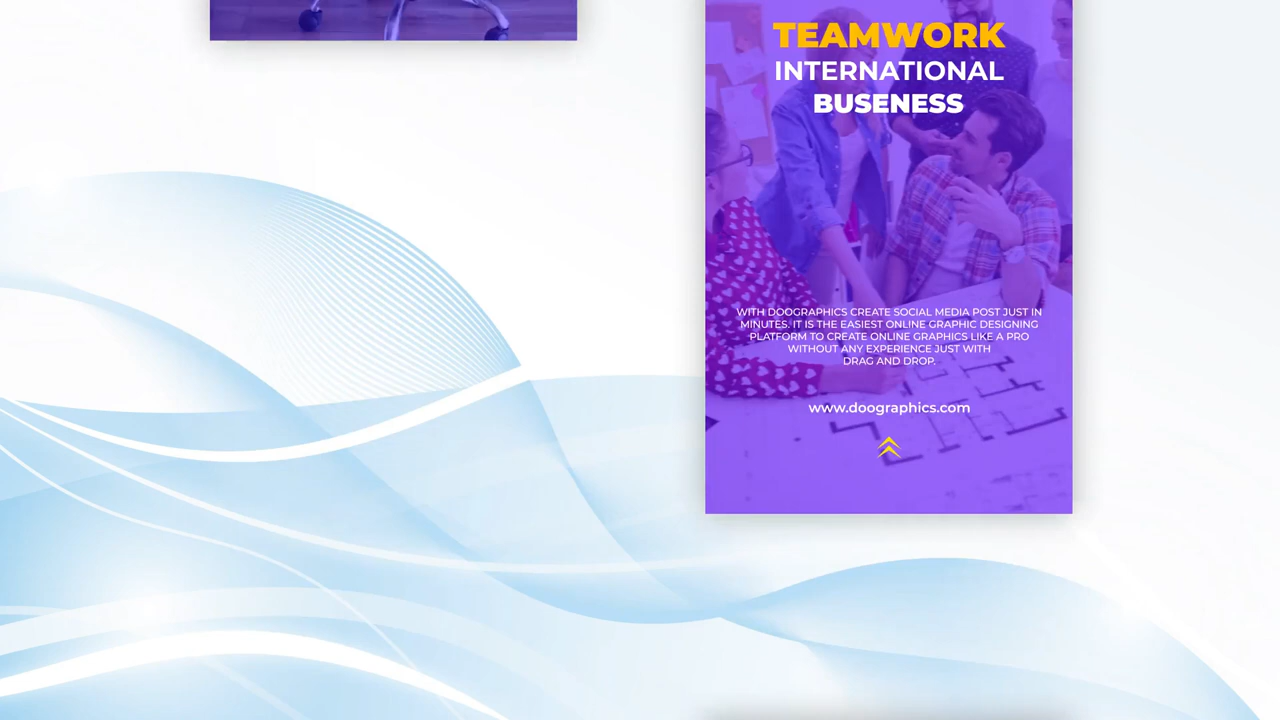 TEAMWORK
INTERNATIONAL
BUSENESS
WITH DOOGRAPHICS CREATE SOCIAL MEDIA POST JUST IN
MINUTES. IT IS THE EASIEST ONLINE GRAPHIC DESIGNING
PLATFORM TO CREATE ONLINE GRAPHICS LIKE A PRO
WITHOUT ANY EXPERIENCE JUST WITH
DRAG AND DROP.
www.doographics.com